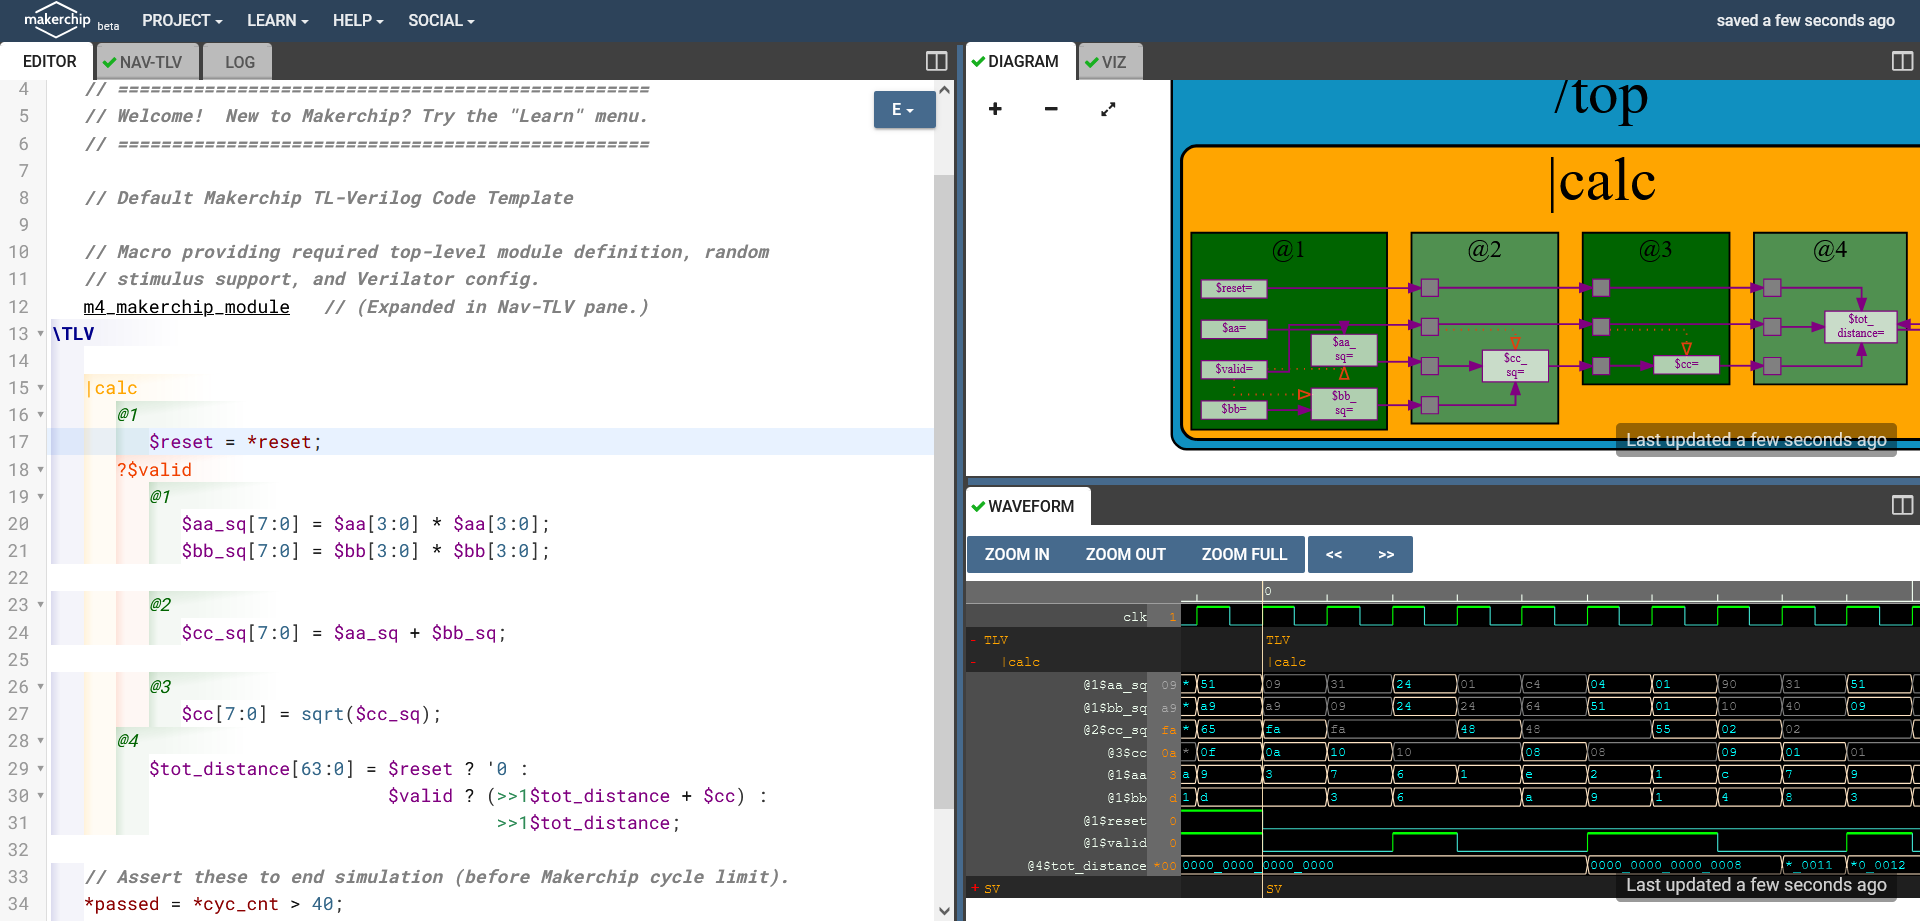 makerchip beta PROJECT LEARN HELP SOCIAL saved a few seconds ago
EDITOR NAV-TLV LOG
4 // =================================================
5 // Welcome!  New to Makerchip? Try the "Learn" menu.
6 // =================================================
7
8 // Default Makerchip TL-Verilog Code Template
9
10 // Macro providing required top-level module definition, random
11 // stimulus support, and Verilator config.
12 m4_makerchip_module   // (Expanded in Nav-TLV pane.)
13 \TLV
14
15 |calc
16 @1
17 $reset = *reset;
18 ?$valid
19 @1
20 $aa_sq[7:0] = $aa[3:0] * $aa[3:0];
21 $bb_sq[7:0] = $bb[3:0] * $bb[3:0];
22
23 @2
24 $cc_sq[7:0] = $aa_sq + $bb_sq;
25
26 @3
27 $cc[7:0] = sqrt($cc_sq);
28 @4
29 $tot_distance[63:0] = $reset ? '0 :
30 $valid ? (>>1$tot_distance + $cc) :
31 >>1$tot_distance;
32
33 // Assert these to end simulation (before Makerchip cycle limit).
34 *passed = *cyc_cnt > 40;
E
DIAGRAM VIZ
/top
|calc
@1 @2 @3 @4
$reset=
$aa=
$aa_
sq=
$valid=
$bb_
sq=
$bb=
$cc_
sq=
$cc=
$tot_
distance=
Last updated a few seconds ago
WAVEFORM
ZOOM IN ZOOM OUT ZOOM FULL << >>
0
clk 1
- TLV TLV
- |calc |calc
@1$aa_sq 09 * 51 09 31 24 01 c4 04 01 90 31 51
@1$bb_sq a9 * a9 a9 09 24 24 64 51 01 10 40 09
@2$cc_sq fa * 65 fa fa 48 48 55 02 02
@3$cc 0a * 0f 0a 10 10 08 08 09 01 01
@1$aa 3 a 9 3 7 6 1 e 2 1 c 7 9
@1$bb d 1 d 3 6 a 9 1 4 8 3
@1$reset 0
@1$valid 0
@4$tot_distance *00 0000_0000_0000_0000 0000_0000_0000_0008 *_0011 *0_0012
+ SV SV
Last updated a few seconds ago